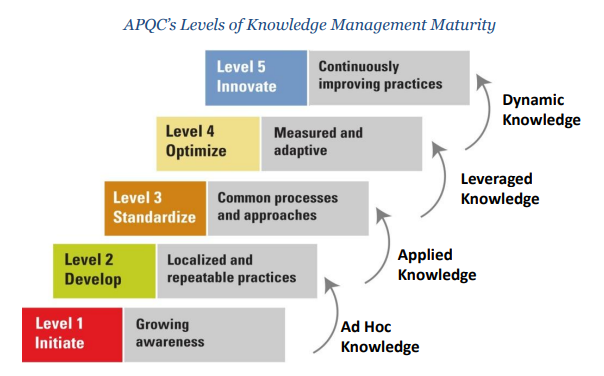 APQC's Levels of Knowledge Management Maturity
Level 5
Innovate
Continuously
improving practices
Dynamic
Knowledge
Level 4
Optimize
Measured and
adaptive
Leveraged
Knowledge
Level 3
Standardize
Common processes
and approaches
Applied
Knowledge
Level 2
Develop
Localized and
repeatable practices
Ad Hoc
Knowledge
Level 1
Initiate
Growing
awareness